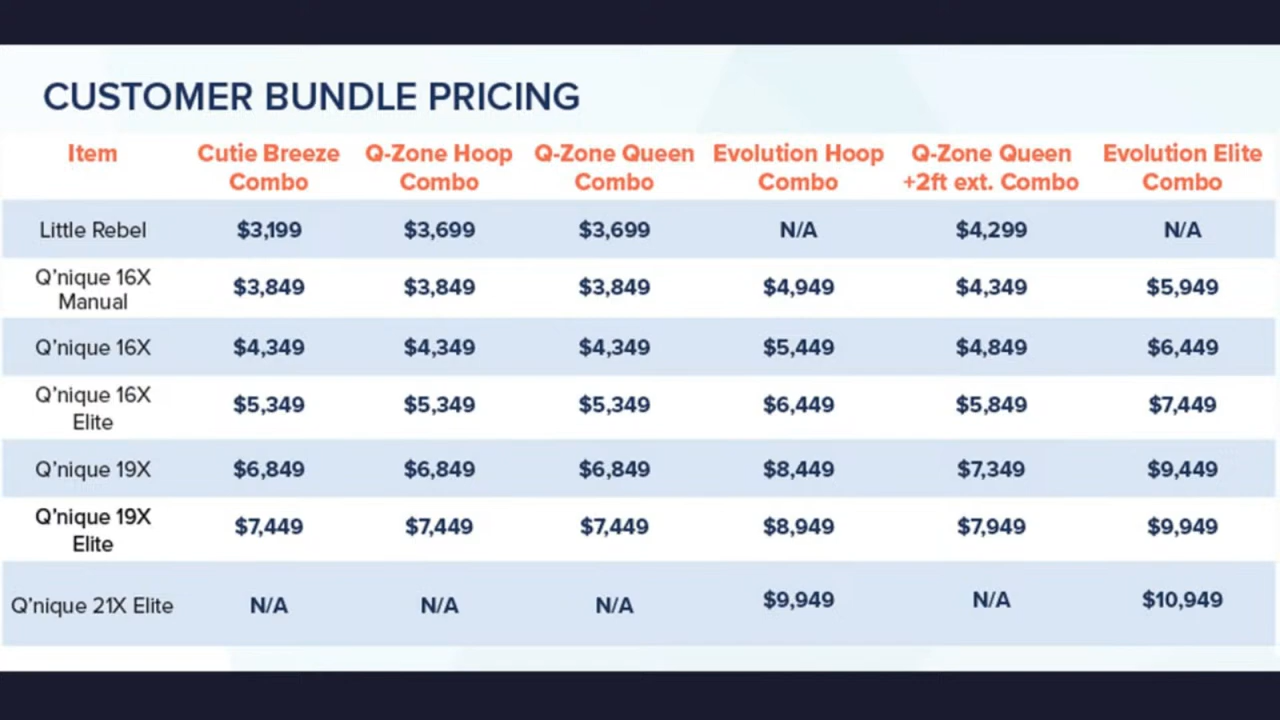 CUSTOMER BUNDLE PRICING
Item Cutie Breeze Combo Q-Zone Hoop Combo Q-Zone Queen Combo Evolution Hoop Combo Q-Zone Queen +2ft ext. Combo Evolution Elite Combo
Little Rebel $3,199 $3,699 $3,699 N/A $4,299 N/A
Q'nique 16X Manual $3,849 $3,849 $3,849 $4,949 $4,349 $5,949
Q'nique 16X $4,349 $4,349 $4,349 $5,449 $4,849 $6,449
Q'nique 16X Elite $5,349 $5,349 $5,349 $6,449 $5,849 $7,449
Q'nique 19X $6,849 $6,849 $6,849 $8,449 $7,349 $9,449
Q'nique 19X Elite $7,449 $7,449 $7,449 $8,949 $7,949 $9,949
Q'nique 21X Elite N/A N/A N/A $9,949 N/A $10,949